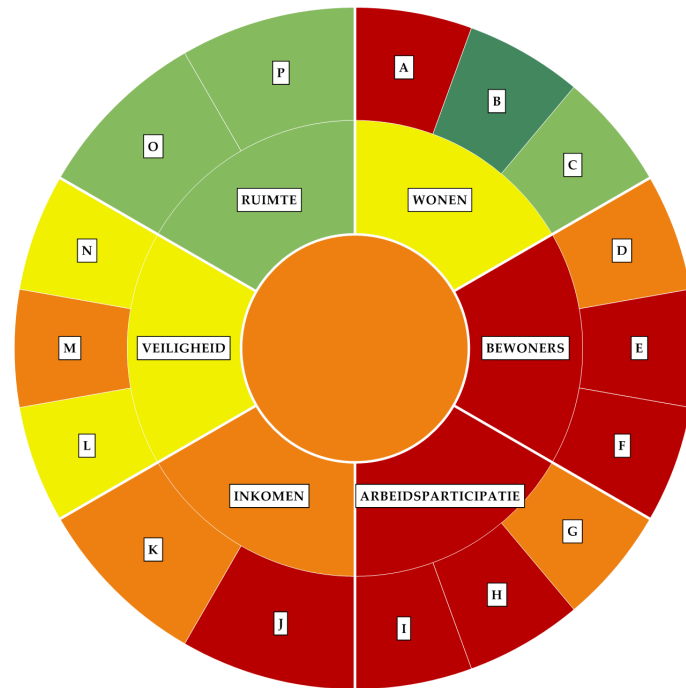 P
A
B
O
C
RUIMTE
WONEN
N
D
M
VEILIGHEID
BEWONERS
E
L
F
INKOMEN
ARBEIDSPARTICIPATIE
K
G
J
H
I